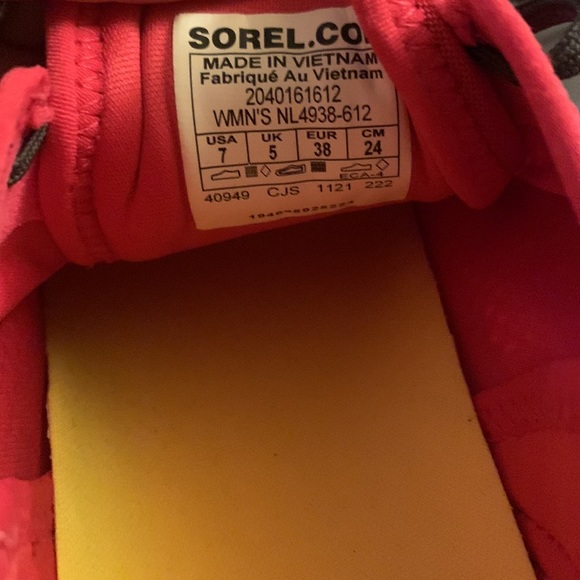 SOREL.CO
MADE IN VIETNAM
Fabriqué Au Vietnam
2040161612
WMN'S NL4938-612
USA UK EUR CM
7 5 38 24
ECA-4
40949 CJS 1121 222